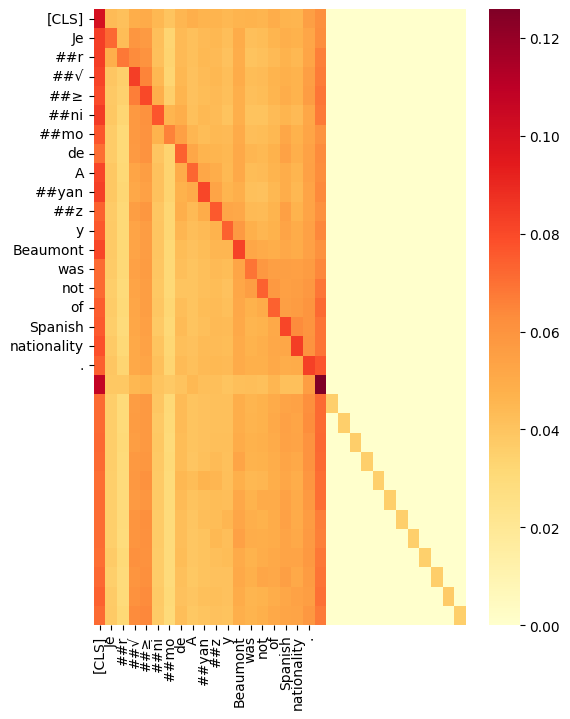 [CLS]
Je
##r
##√
##≥
##ni
##mo
de
A
##yan
##z
y
Beaumont
was
not
of
Spanish
nationality
.
0.12
0.10
0.08
0.06
0.04
0.02
0.00
[CLS]
Je
##r
##√
##≥
##ni
##mo
de
A
##yan
##z
y
Beaumont
was
not
of
Spanish
nationality
.